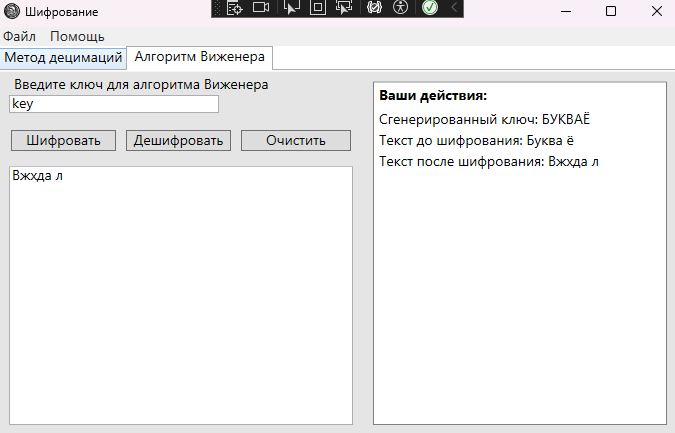 Шифрование
Файл Помощь
Метод децимаций Алгоритм Виженера
Введите ключ для алгоритма Виженера
key
Шифровать Дешифровать Очистить
Вжхда л
Ваши действия:
Сгенерированный ключ: БУКВАЁ
Текст до шифрования: Буква ё
Текст после шифрования: Вжхда л